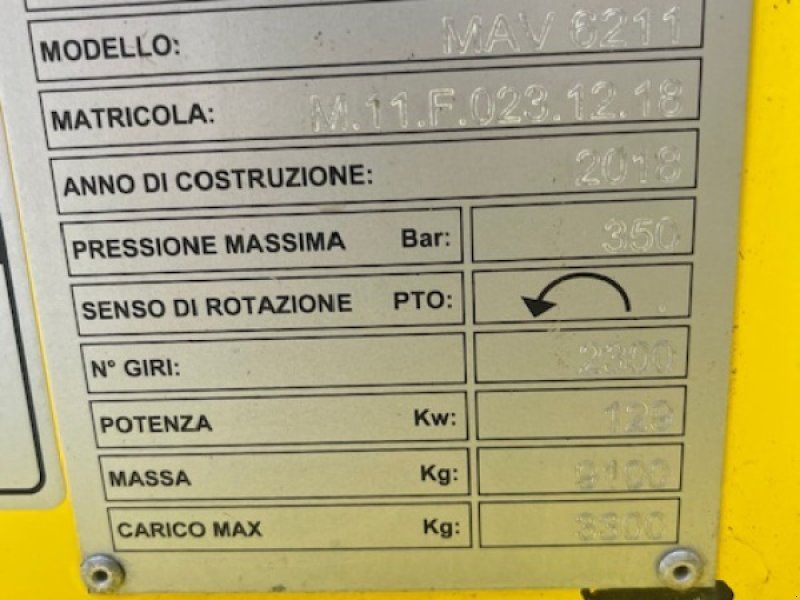 MODELLO: MAV 6211
MATRICOLA: M.11.F.023.12.18
ANNO DI COSTRUZIONE: 2018
PRESSIONE MASSIMA Bar: 350
SENSO DI ROTAZIONE PTO:
N° GIRI: 2300
POTENZA Kw: 129
MASSA Kg: 9100
CARICO MAX Kg: